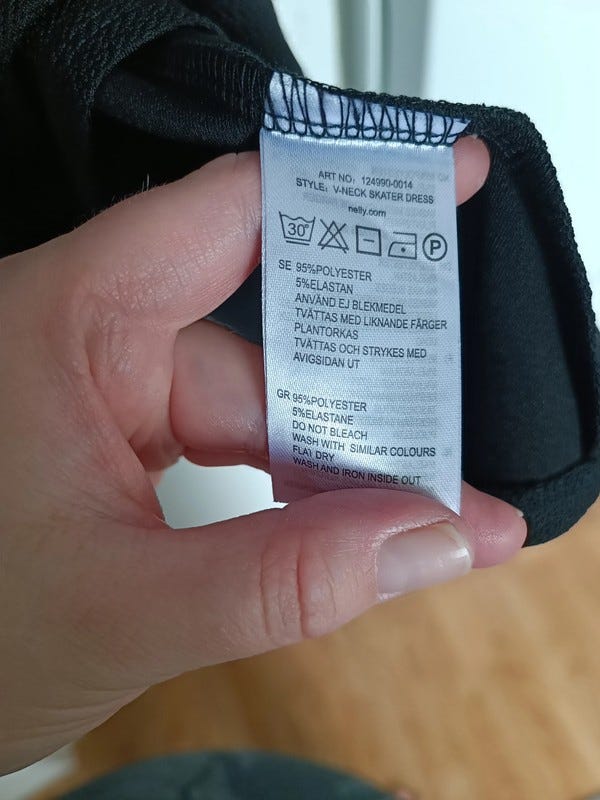 ART NO: 124990-0014
STYLE: V-NECK SKATER DRESS
nelly.com
30°
P
SE 95%POLYESTER
5%ELASTAN
ANVÄND EJ BLEKMEDEL
TVÄTTAS MED LIKNANDE FÄRGER
PLANTORKAS
TVÄTTAS OCH STRYKES MED
AVIGSIDAN UT
GR 95%POLYESTER
5%ELASTANE
DO NOT BLEACH
WASH WITH SIMILAR COLOURS
FLAT DRY
WASH AND IRON INSIDE OUT